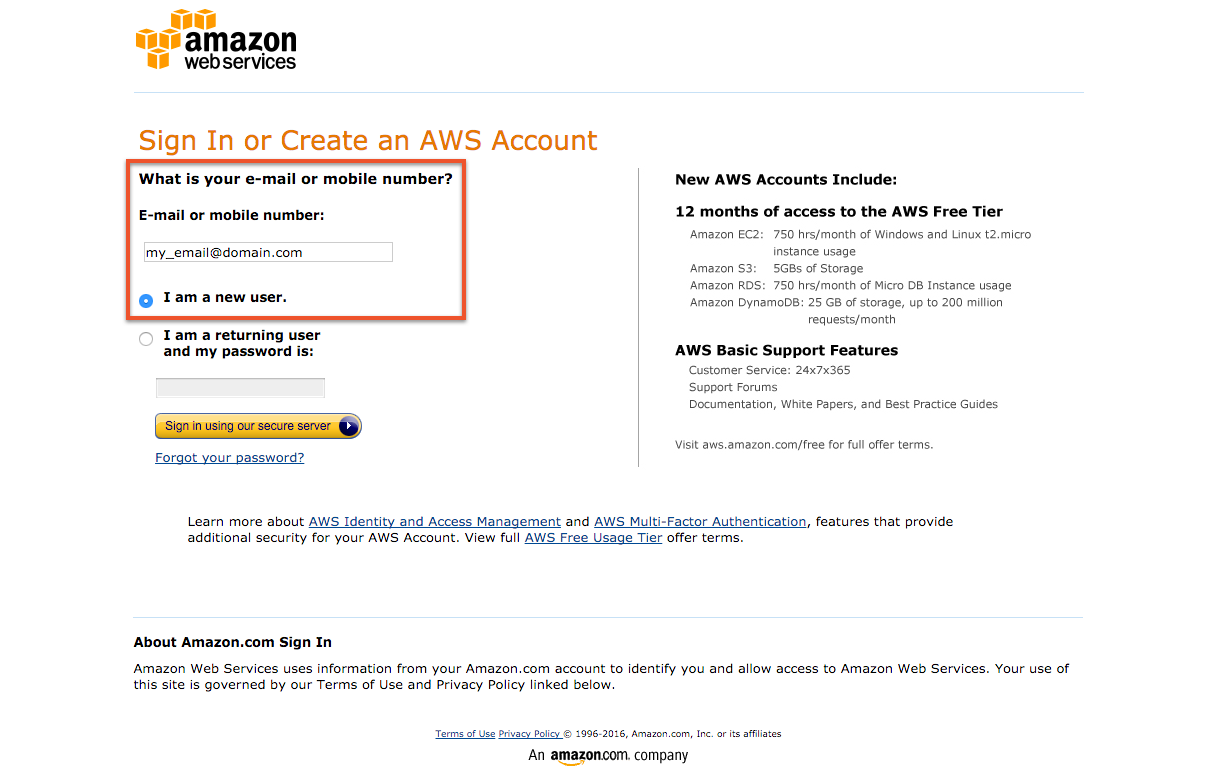 amazon
web services
Sign In or Create an AWS Account
What is your e-mail or mobile number?
E-mail or mobile number:
my_email@domain.com
I am a new user.
I am a returning user
and my password is:
Sign in using our secure server
Forgot your password?
New AWS Accounts Include:
12 months of access to the AWS Free Tier
Amazon EC2: 750 hrs/month of Windows and Linux t2.micro
instance usage
Amazon S3: 5GBs of Storage
Amazon RDS: 750 hrs/month of Micro DB Instance usage
Amazon DynamoDB: 25 GB of storage, up to 200 million
requests/month
AWS Basic Support Features
Customer Service: 24x7x365
Support Forums
Documentation, White Papers, and Best Practice Guides
Visit aws.amazon.com/free for full offer terms.
Learn more about AWS Identity and Access Management and AWS Multi-Factor Authentication, features that provide
additional security for your AWS Account. View full AWS Free Usage Tier offer terms.
About Amazon.com Sign In
Amazon Web Services uses information from your Amazon.com account to identify you and allow access to Amazon Web Services. Your use of
this site is governed by our Terms of Use and Privacy Policy linked below.
Terms of Use Privacy Policy © 1996-2016, Amazon.com, Inc. or its affiliates
An amazon.com company